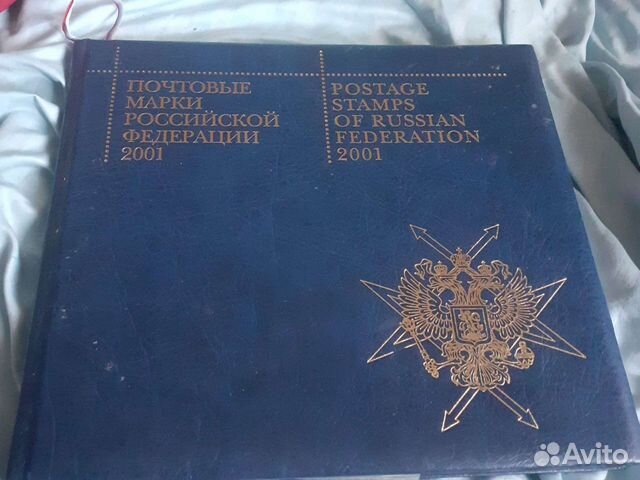 ПОЧТОВЫЕ
МАРКИ
РОССИЙСКОЙ
ФЕДЕРАЦИИ
2001
POSTAGE
STAMPS
OF RUSSIAN
FEDERATION
2001
Avito